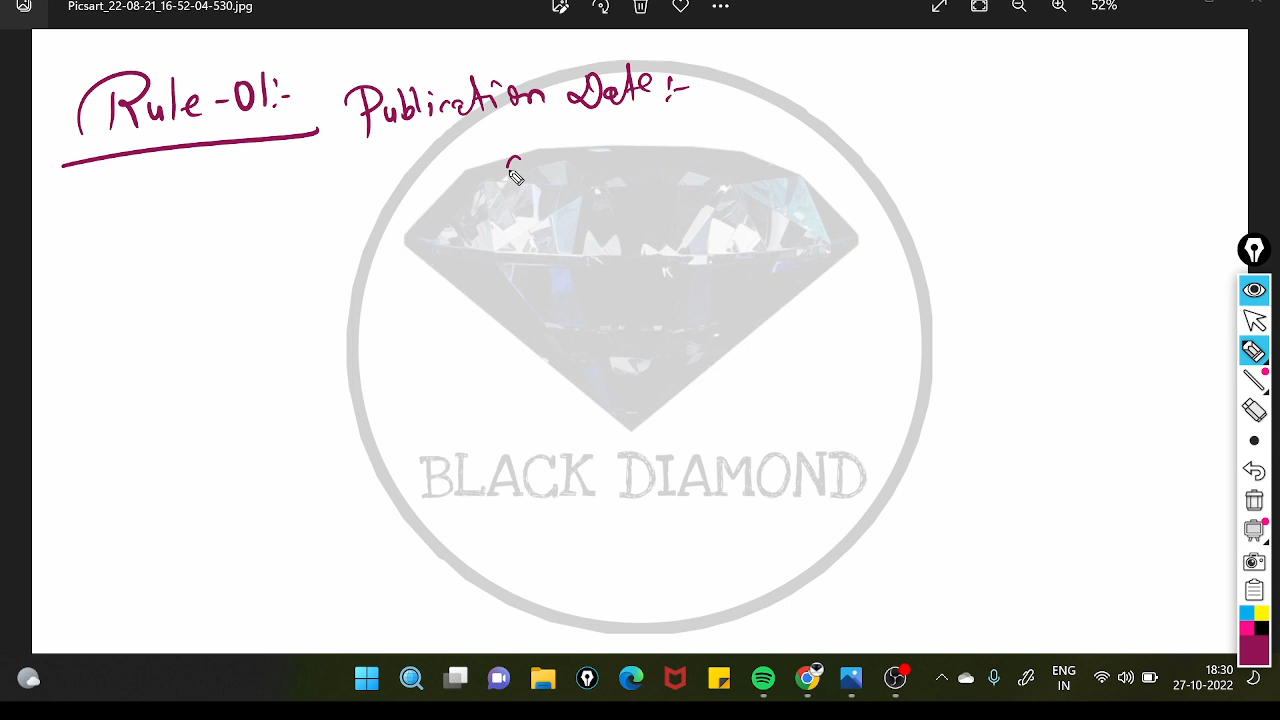 Picsart_22-08-21_16-52-04-530.jpg
52%
Rule-01:- Publication Date:-
BLACK DIAMOND
ENG
IN
18:30
27-10-2022